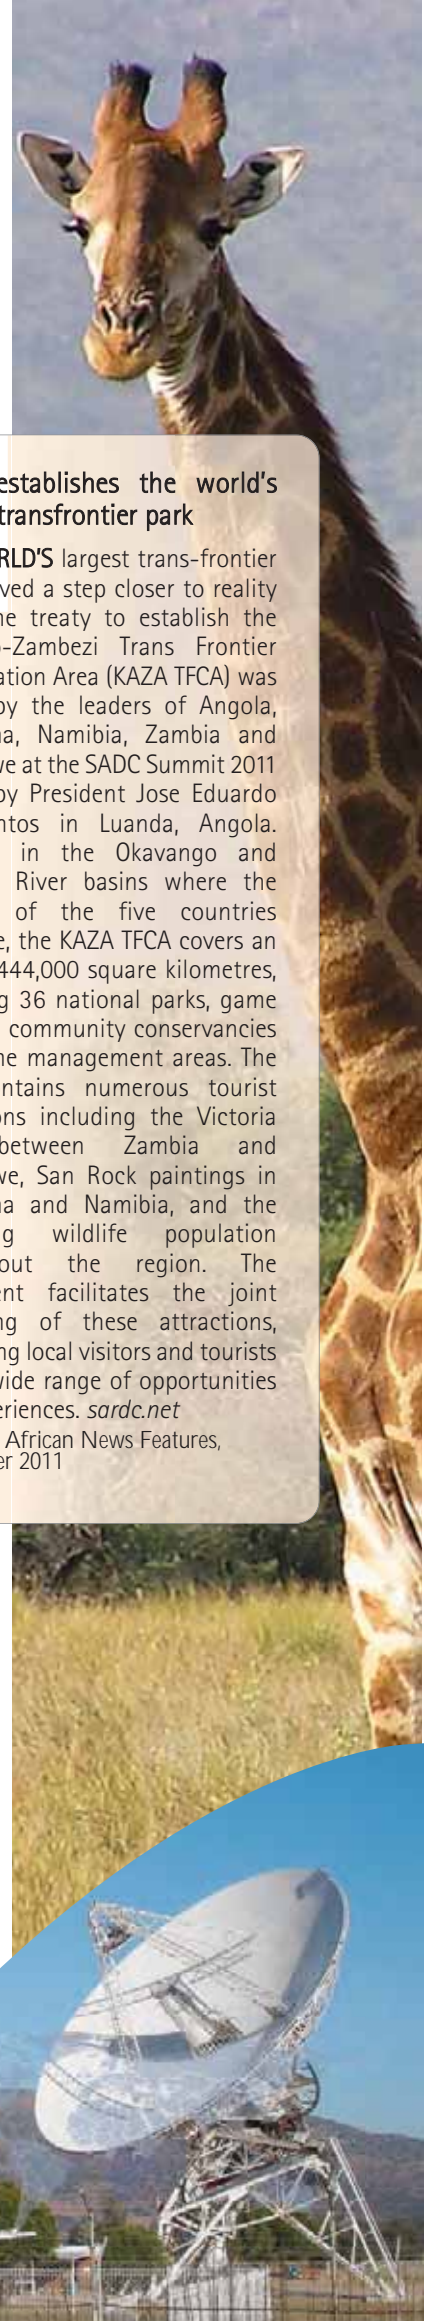 establishes the world's
transfrontier park
RLD'S largest trans-frontier
ved a step closer to reality
ne treaty to establish the
-Zambezi Trans Frontier
ation Area (KAZA TFCA) was
by the leaders of Angola,
na, Namibia, Zambia and
we at the SADC Summit 2011
by President Jose Eduardo
ntos in Luanda, Angola.
in the Okavango and
River basins where the
of the five countries
e, the KAZA TFCA covers an
444,000 square kilometres,
g 36 national parks, game
community conservancies
ne management areas. The
ntains numerous tourist
ons including the Victoria
between Zambia and
we, San Rock paintings in
na and Namibia, and the
g wildlife population
out the region. The
ent facilitates the joint
ng of these attractions,
ng local visitors and tourists
wide range of opportunities
eriences. sardc.net
African News Features,
er 2011